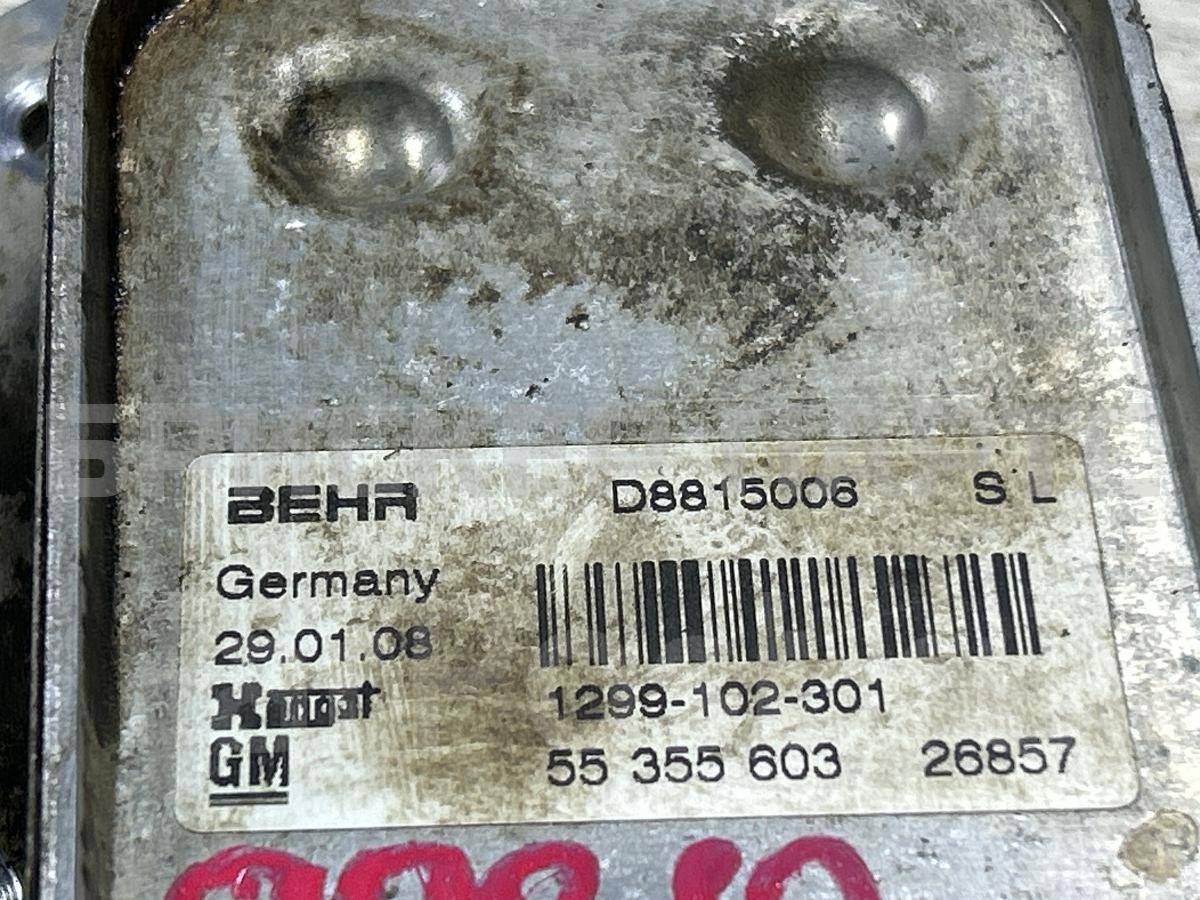 BEHR D8815006 S L
Germany
29.01.08
1299-102-301
GM 55 355 603 26857